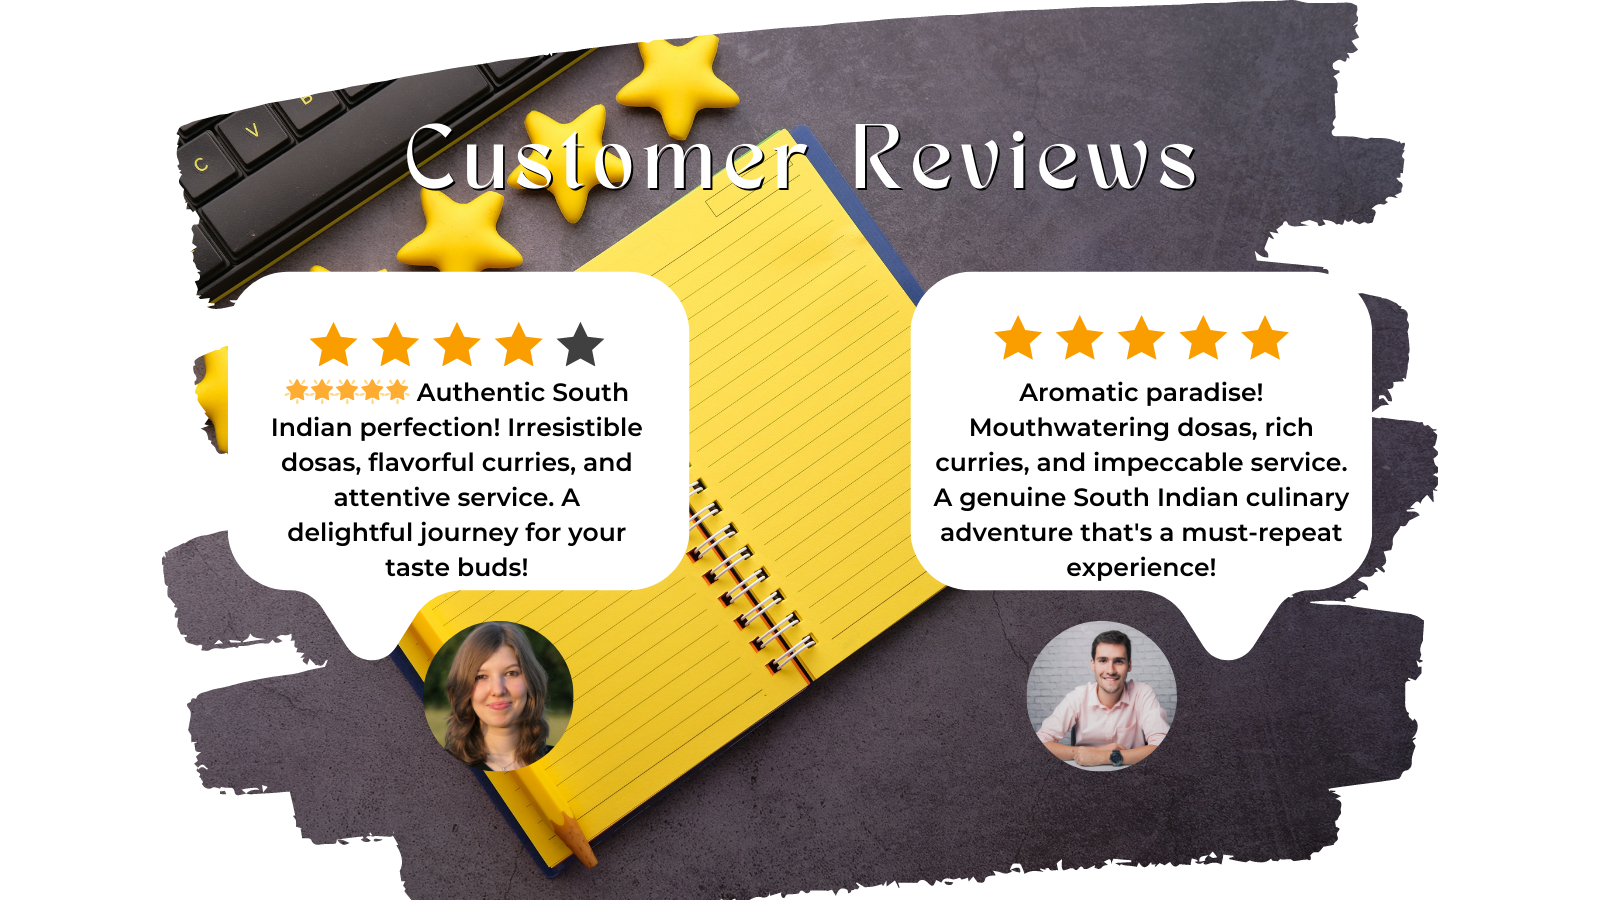 Customer Reviews
C
V
B
🌟🌟🌟🌟🌟 Authentic South
Indian perfection! Irresistible
dosas, flavorful curries, and
attentive service. A
delightful journey for your
taste buds!
Aromatic paradise!
Mouthwatering dosas, rich
curries, and impeccable service.
A genuine South Indian culinary
adventure that's a must-repeat
experience!